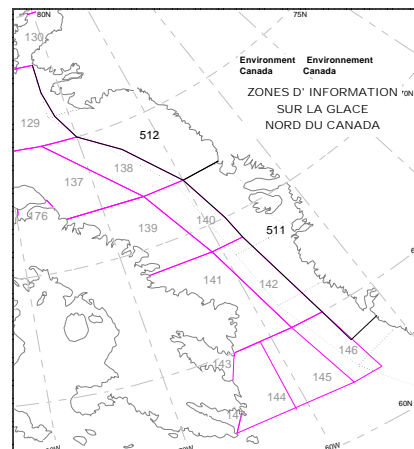 80N
75N
130
Environment Environnement
Canada Canada
ZONES D' INFORMATION
SUR LA GLACE
NORD DU CANADA
129
512
138
137
176
139
140
511
141
142
143
146
145
144
60N
60W